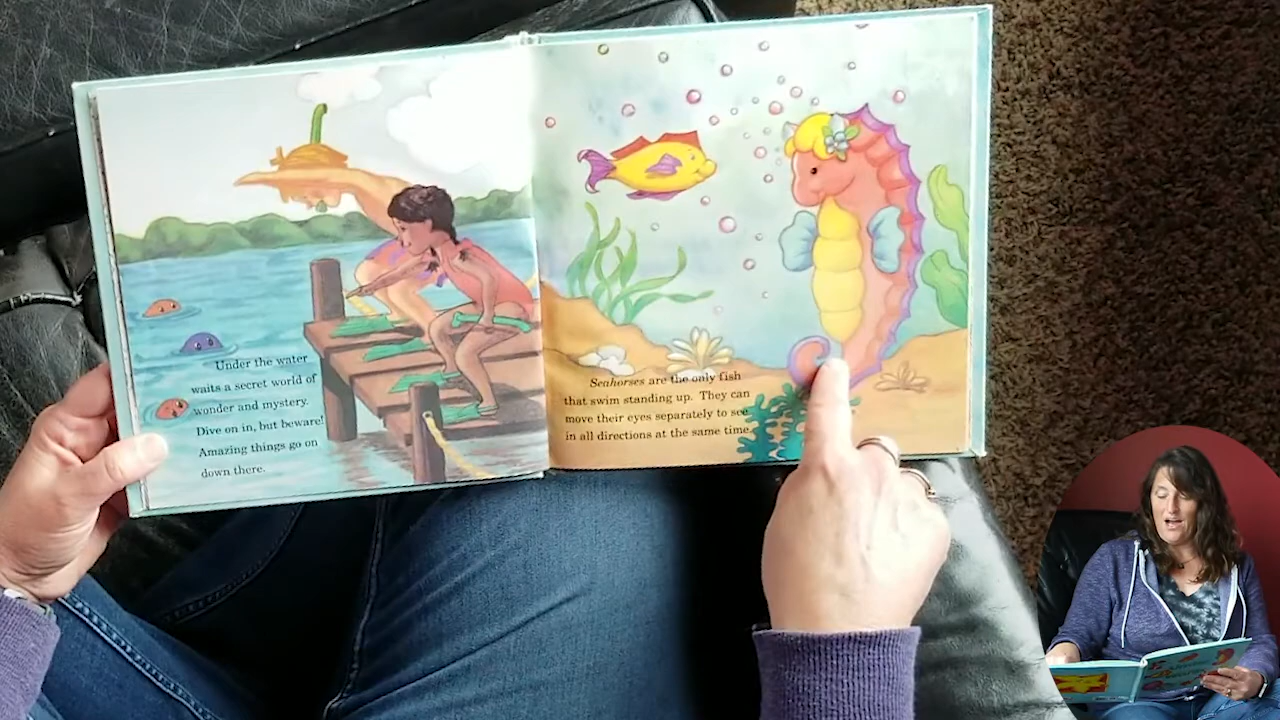 Under the water
waits a secret world of
wonder and mystery.
Dive on in, but beware!
Amazing things go on
down there.
Seahorses are the only fish
that swim standing up. They can
move their eyes separately to see
in all directions at the same time.